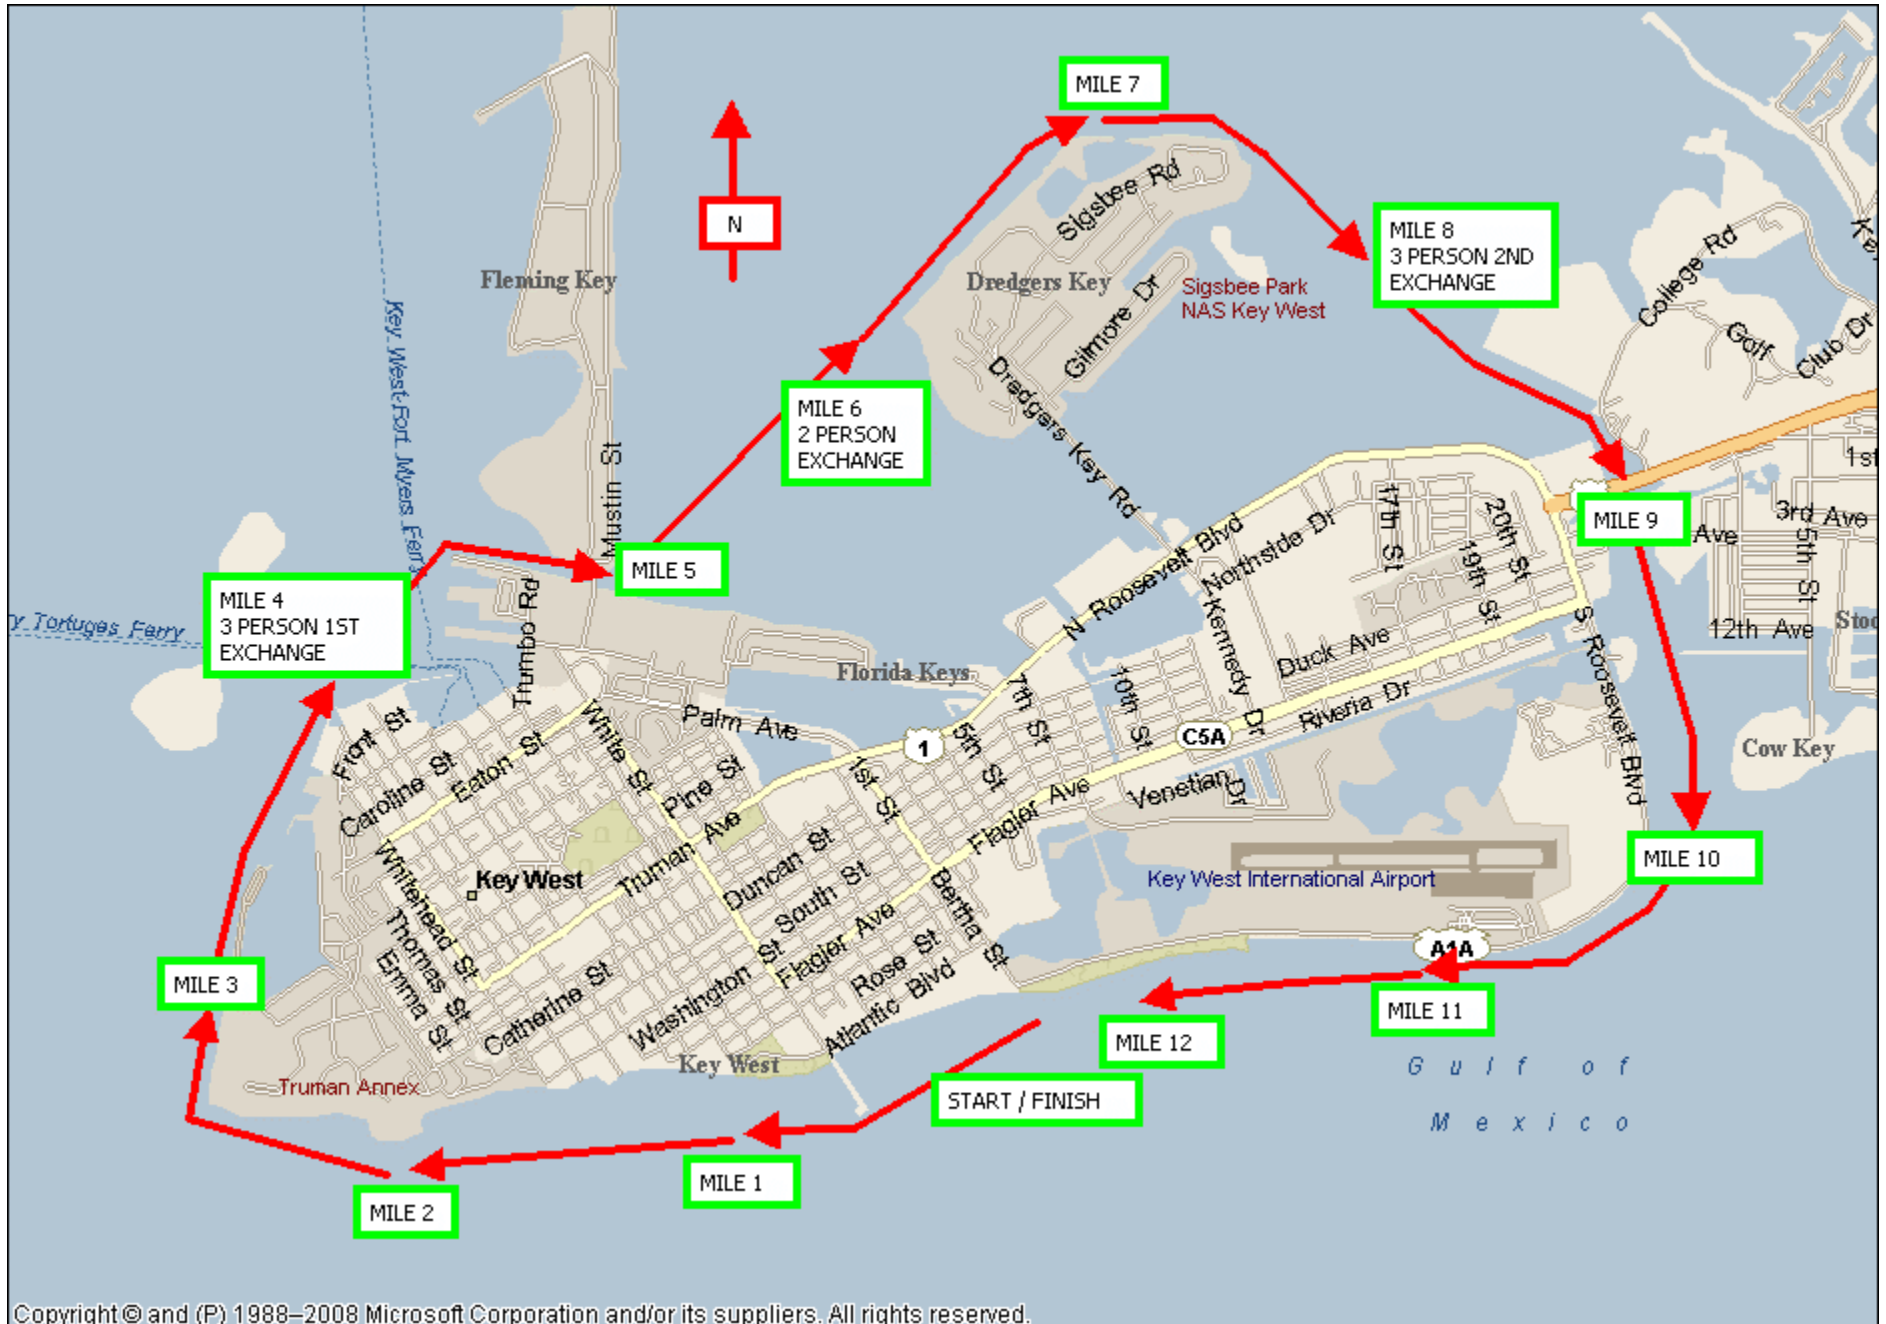 MILE 7
N
MILE 8
3 PERSON 2ND
EXCHANGE
Sigsbee Rd
Fleming Key
Dredgers Key
Gilmore Dr
Sigsbee Park
NAS Key West
College Rd
Golf
Club Dr
Key West-Fort Myers Ferry
Dredgers Key Rd
MILE 6
2 PERSON
EXCHANGE
Mustin St
1st
17th St
20th St
19th St
MILE 9
Ave
3rd Ave
5th St
12th Ave
MILE 5
MILE 4
3 PERSON 1ST
EXCHANGE
Tortugas Ferry
Trumbo Rd
N Roosevelt Blvd
Northside Dr
Kennedy Dr
Duck Ave
S Roosevelt Blvd
Florida Keys
Palm Ave
White St
Front St
Caroline St
Eaton St
Pine St
1
1st St
5th St
7th St
10th St
C5A
Riveria Dr
Venetian Dr
Cow Key
Flagler Ave
Truman Ave
Duncan St
South St
Key West
Whitehead St
Thomas St
Emma St
Catherine St
Washington St
Flagler Ave
Rose St
Bertha St
Atlantic Blvd
Key West International Airport
A1A
MILE 10
MILE 3
MILE 11
MILE 12
Key West
Truman Annex
START / FINISH
Gulf of
Mexico
MILE 1
MILE 2
Copyright © and (P) 1988–2008 Microsoft Corporation and/or its suppliers. All rights reserved.